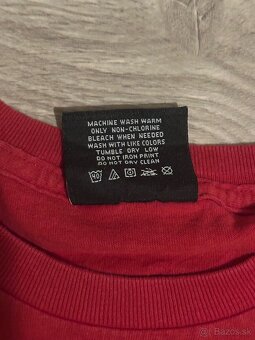 MACHINE WASH WARM
ONLY NON-CHLORINE
BLEACH WHEN NEEDED
WASH WITH LIKE COLORS
TUMBLE DRY LOW
DO NOT IRON PRINT
DO NOT DRY CLEAN
40
bazos.sk